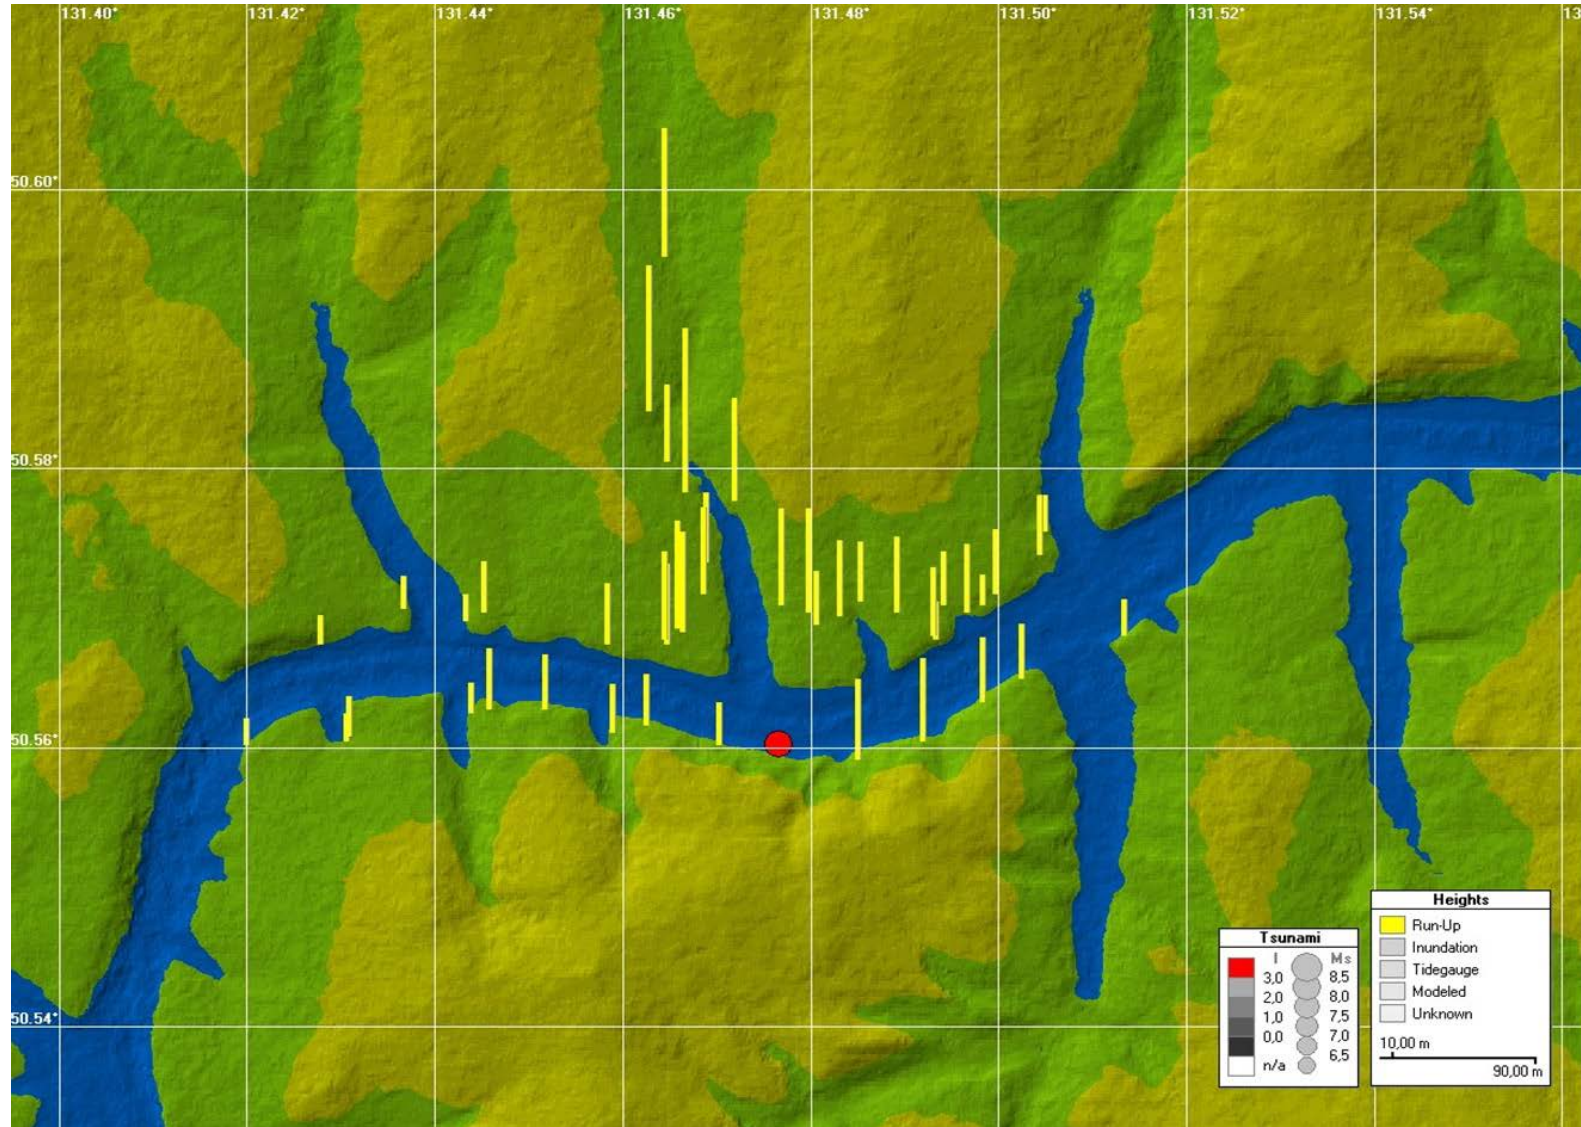 131.40° 131.42° 131.44° 131.46° 131.48° 131.50° 131.52° 131.54° 13
50.60°
50.58°
50.56°
50.54°
Tsunami
I Ms
3,0 8,5
2,0 8,0
1,0 7,5
0,0 7,0
n/a 6,5
Heights
Run-Up
Inundation
Tidegauge
Modeled
Unknown
10,00 m
90,00 m